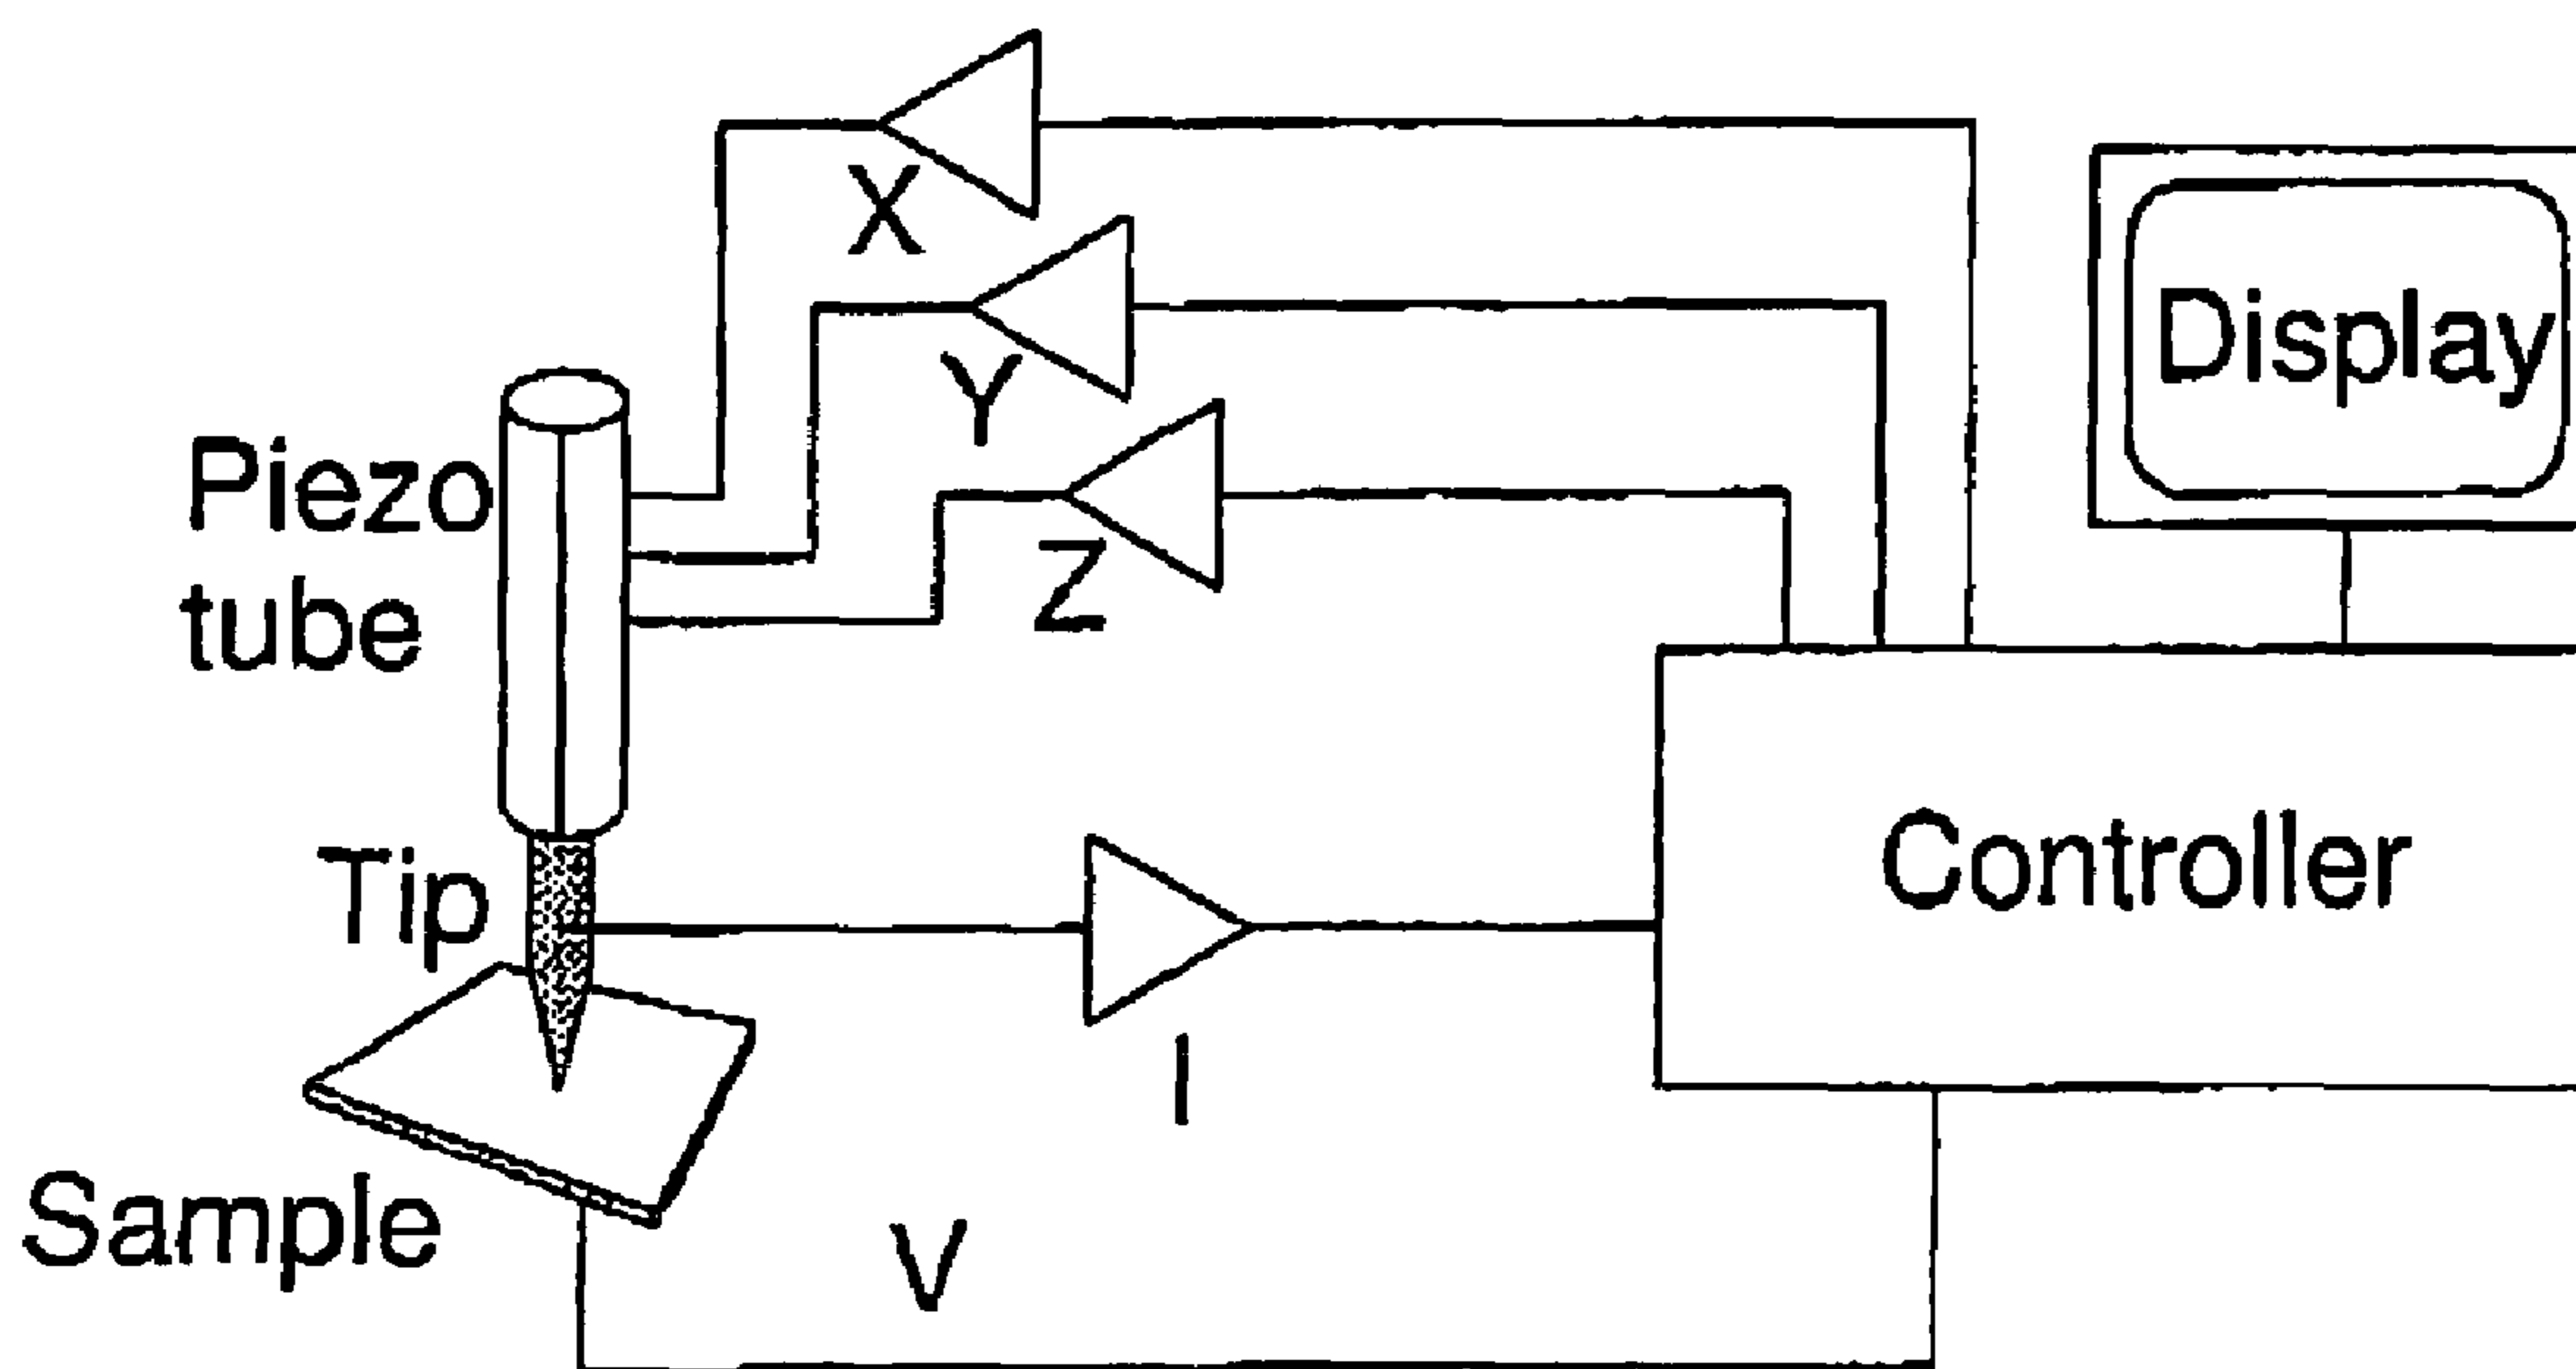 X
Y
Display
Piezo
tube
Z
Tip
Controller
I
Sample
V